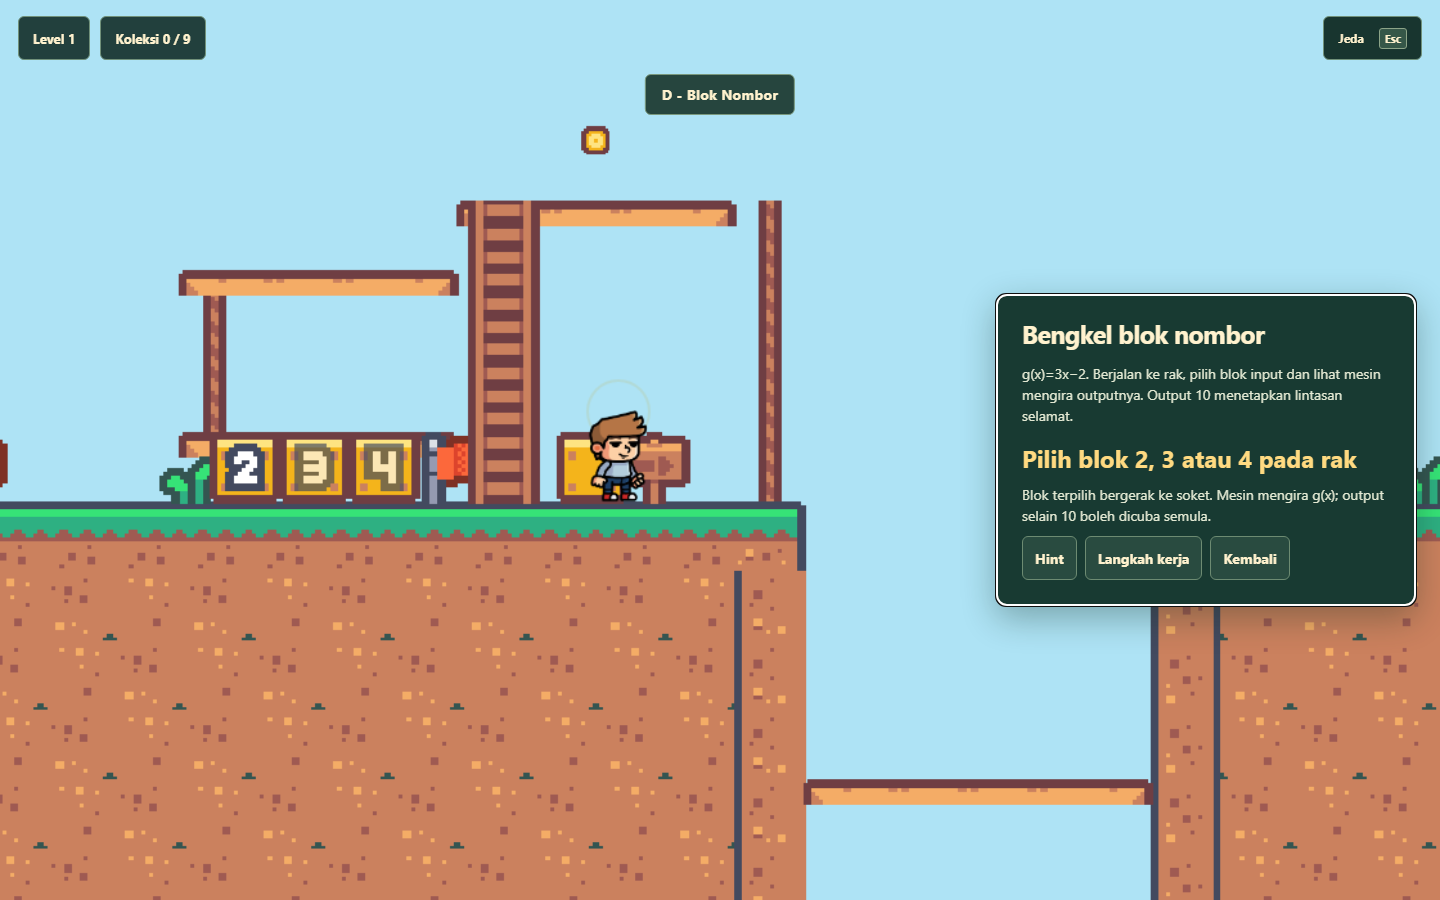 Level 1
Koleksi 0 / 9
Jeda Esc
D - Blok Nombor
Bengkel blok nombor
g(x)=3x−2. Berjalan ke rak, pilih blok input dan lihat mesin
mengira outputnya. Output 10 menetapkan lintasan
selamat.
Pilih blok 2, 3 atau 4 pada rak
Blok terpilih bergerak ke soket. Mesin mengira g(x); output
selain 10 boleh dicuba semula.
Hint Langkah kerja Kembali
2 3 4